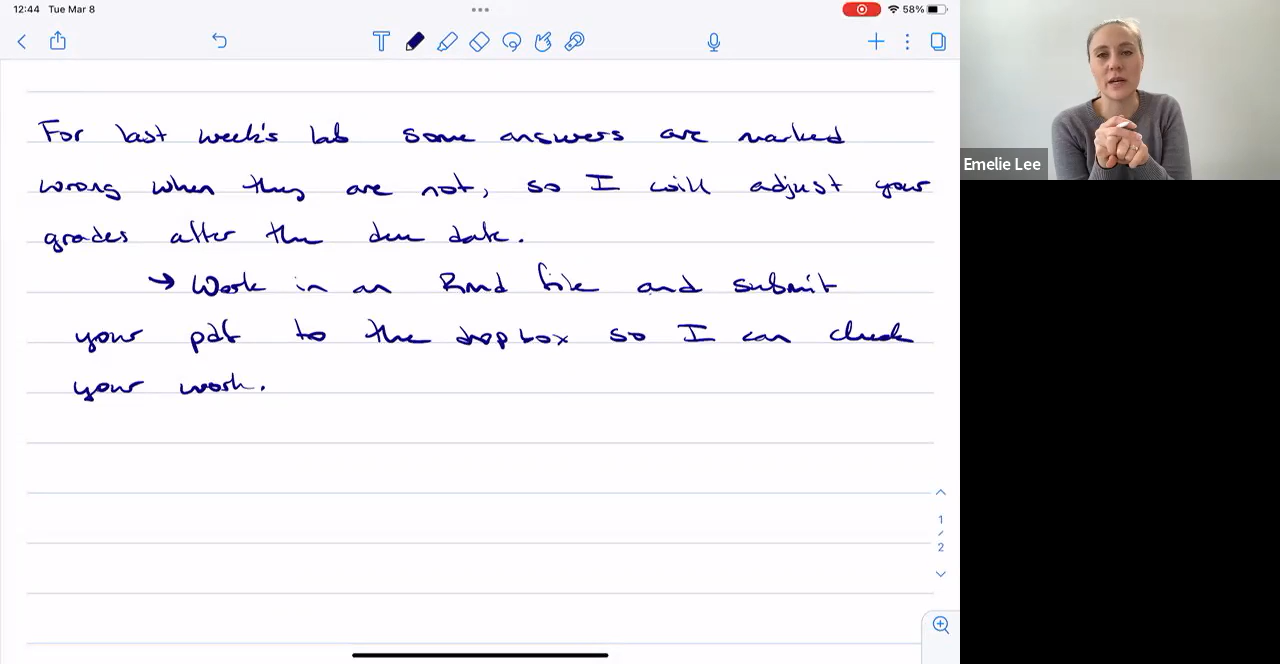 12:44 Tue Mar 8
58%
For last week's lab some answers are marked
wrong when they are not, so I will adjust your
grades after the due date.
→ Work in an Rmd file and submit
your pdf to the dropbox so I can check
your work.
Emelie Lee
1
/
2